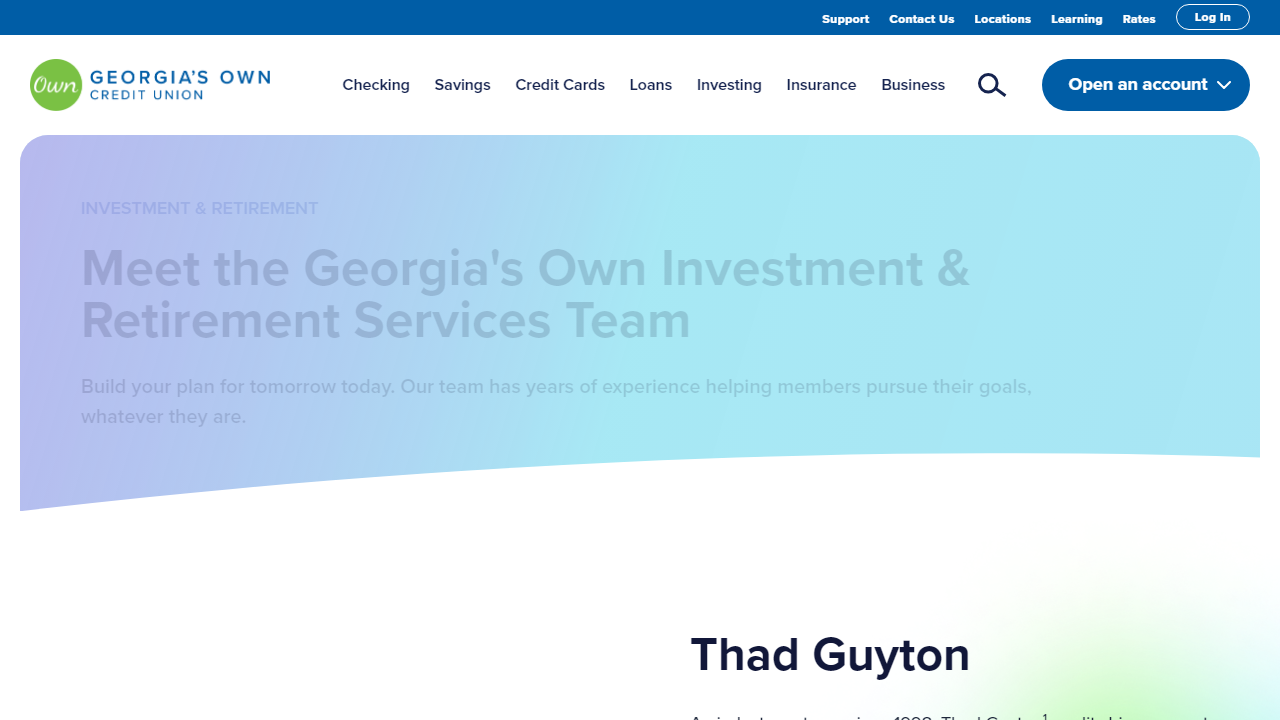 Support Contact Us Locations Learning Rates Log In
Own GEORGIA'S OWN
CREDIT UNION
Checking Savings Credit Cards Loans Investing Insurance Business Open an account
INVESTMENT & RETIREMENT
Meet the Georgia's Own Investment &
Retirement Services Team
Build your plan for tomorrow today. Our team has years of experience helping members pursue their goals,
whatever they are.
Thad Guyton